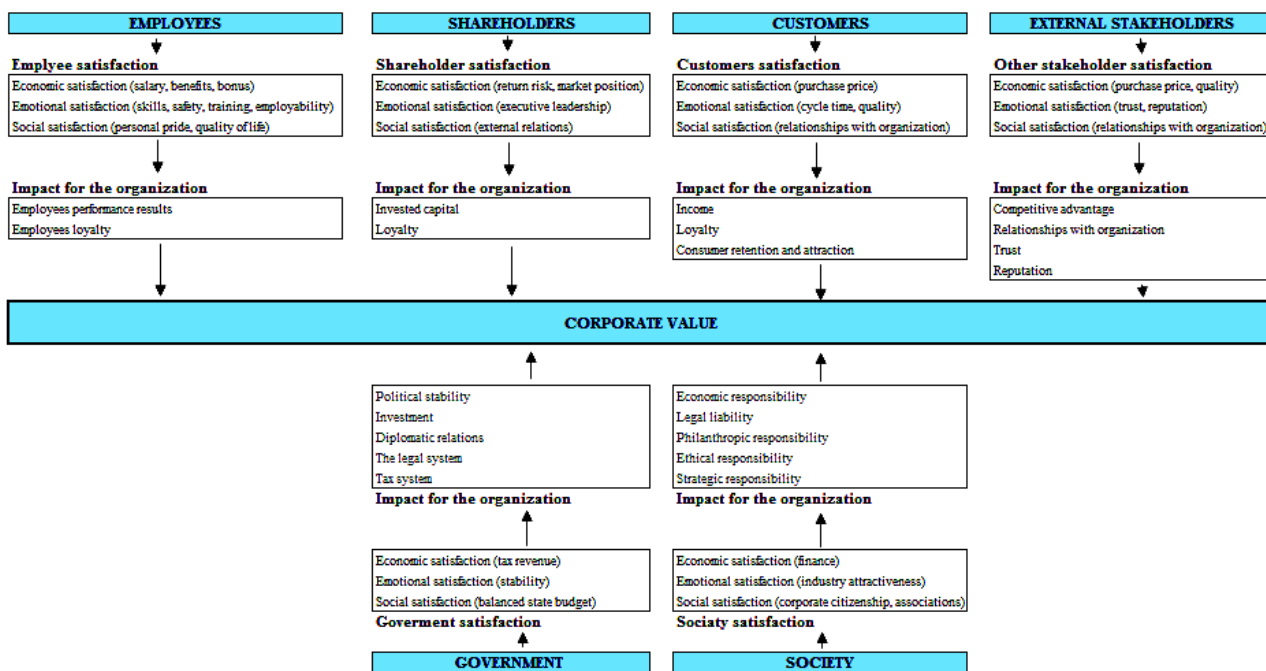 EMPLOYEES
Emplyee satisfaction
Economic satisfaction (salary, benefits, bonus)
Emotional satisfaction (skills, safety, training, employability)
Social satisfaction (personal pride, quality of life)
Impact for the organization
Employees performance results
Employees loyalty
SHAREHOLDERS
Shareholder satisfaction
Economic satisfaction (return risk, market position)
Emotional satisfaction (executive leadership)
Social satisfaction (external relations)
Impact for the organization
Invested capital
Loyalty
CUSTOMERS
Customers satisfaction
Economic satisfaction (purchase price)
Emotional satisfaction (cycle time, quality)
Social satisfaction (relationships with organization)
Impact for the organization
Income
Loyalty
Consumer retention and attraction
EXTERNAL STAKEHOLDERS
Other stakeholder satisfaction
Economic satisfaction (purchase price, quality)
Emotional satisfaction (trust, reputation)
Social satisfaction (relationships with organization)
Impact for the organization
Competitive advantage
Relationships with organization
Trust
Reputation
CORPORATE VALUE
Political stability
Investment
Diplomatic relations
The legal system
Tax system
Impact for the organization
Economic satisfaction (tax revenue)
Emotional satisfaction (stability)
Social satisfaction (balanced state budget)
Goverment satisfaction
GOVERNMENT
Economic responsibility
Legal liability
Philanthropic responsibility
Ethical responsibility
Strategic responsibility
Impact for the organization
Economic satisfaction (finance)
Emotional satisfaction (industry attractiveness)
Social satisfaction (corporate citizenship, associations)
Sociaty satisfaction
SOCIETY